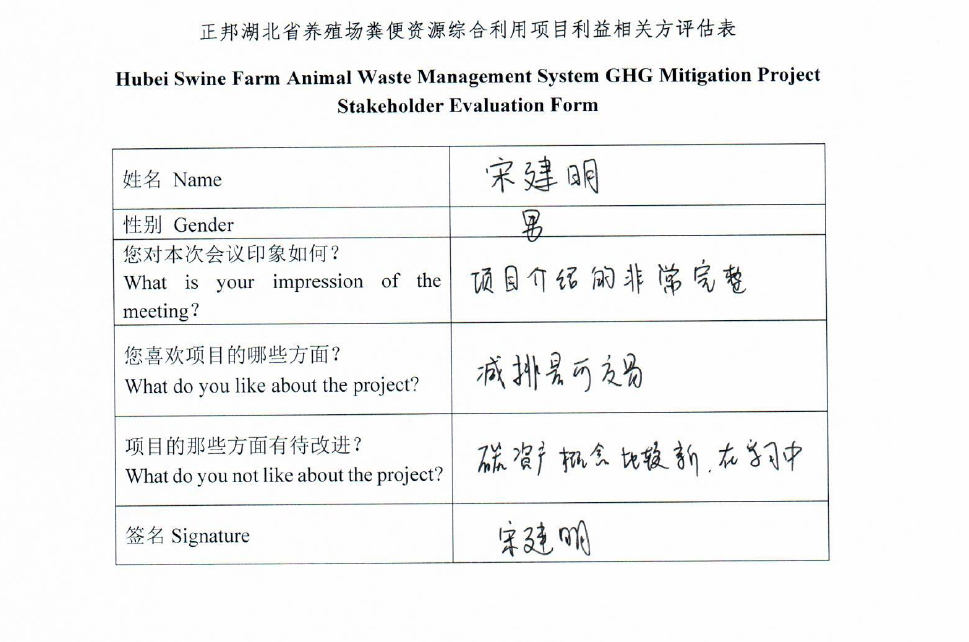 正邦湖北省养殖场粪便资源综合利用项目利益相关方评估表
Hubei Swine Farm Animal Waste Management System GHG Mitigation Project
Stakeholder Evaluation Form
姓名 Name
宋建明
性别 Gender
男
您对本次会议印象如何？
What is your impression of the
meeting?
项目介绍的非常完整
您喜欢项目的哪些方面？
What do you like about the project?
减排量可交易
项目的那些方面有待改进？
What do you not like about the project?
碳资产概念比较新，在学习中
签名 Signature
宋建明